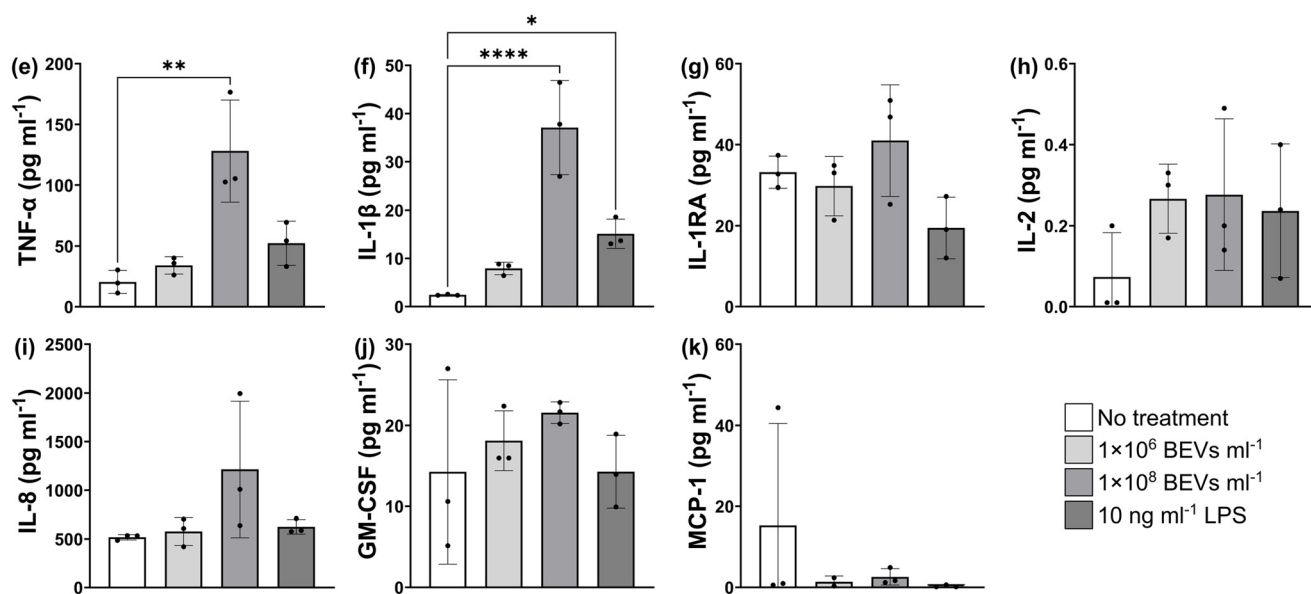 (e)
TNF-α (pg ml⁻¹)
200
150
100
50
0
**
(f)
IL-1β (pg ml⁻¹)
50
40
30
20
10
0
*
****
(g)
IL-1RA (pg ml⁻¹)
60
40
20
0
(h)
IL-2 (pg ml⁻¹)
0.6
0.4
0.2
0.0
(i)
IL-8 (pg ml⁻¹)
2500
2000
1500
1000
500
0
(j)
GM-CSF (pg ml⁻¹)
30
20
10
0
(k)
MCP-1 (pg ml⁻¹)
60
40
20
0
No treatment
1×10⁶ BEVs ml⁻¹
1×10⁸ BEVs ml⁻¹
10 ng ml⁻¹ LPS